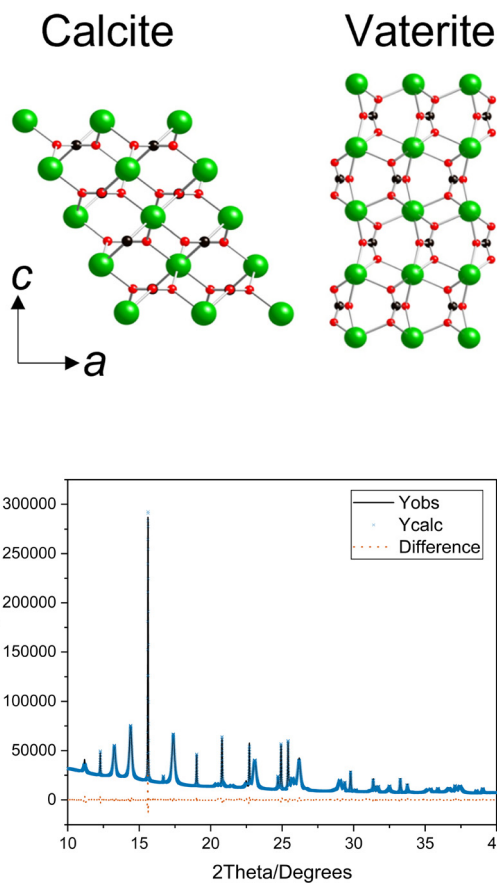 Calcite
Vaterite
c
a
Yobs
Ycalc
Difference
300000
250000
200000
150000
100000
50000
0
10 15 20 25 30 35 4
2Theta/Degrees